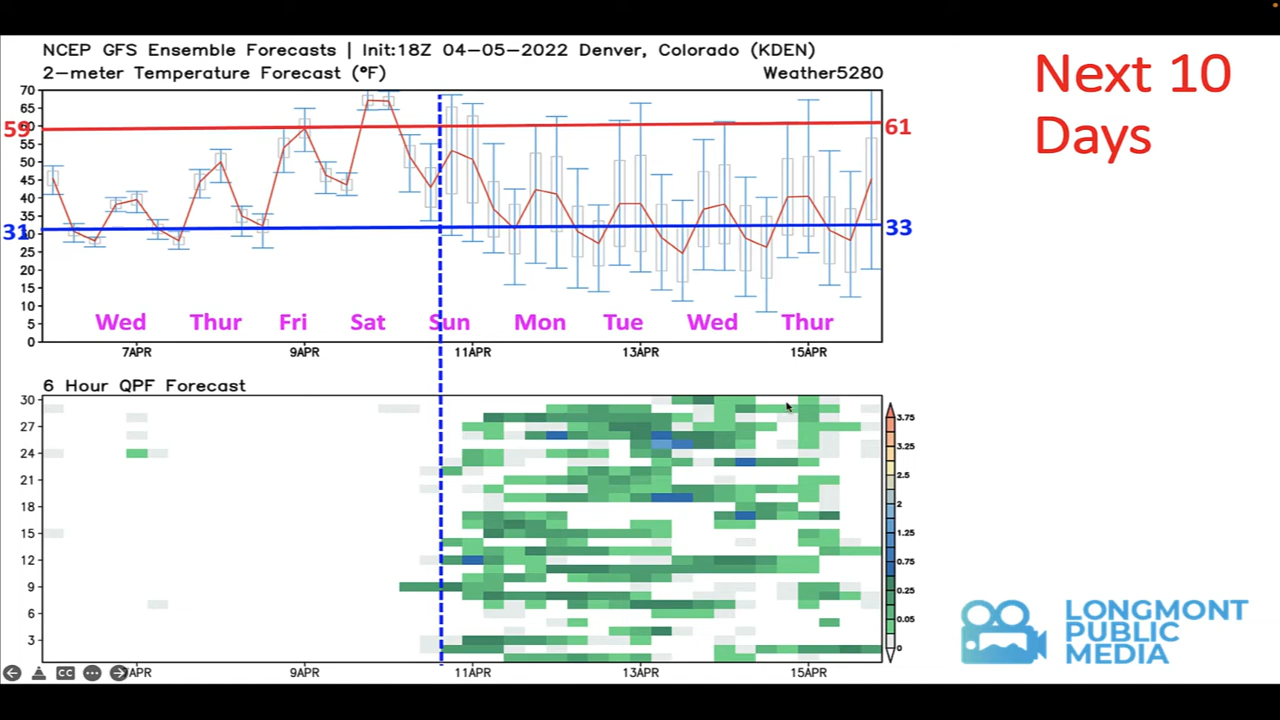 NCEP GFS Ensemble Forecasts | Init:18Z 04-05-2022 Denver, Colorado (KDEN)
2-meter Temperature Forecast (°F)
Weather5280
Next 10
Days
70
65
60
55
50
45
40
35
30
25
20
15
10
5
0
59
31
61
33
Wed
Thur
Fri
Sat
Sun
Mon
Tue
Wed
Thur
7APR
9APR
11APR
13APR
15APR
6 Hour QPF Forecast
30
27
24
21
18
15
12
9
6
3
3.75
3.25
2.5
2
1.25
0.75
0.25
0.05
0
CC
7APR
9APR
11APR
13APR
15APR
LONGMONT
PUBLIC
MEDIA